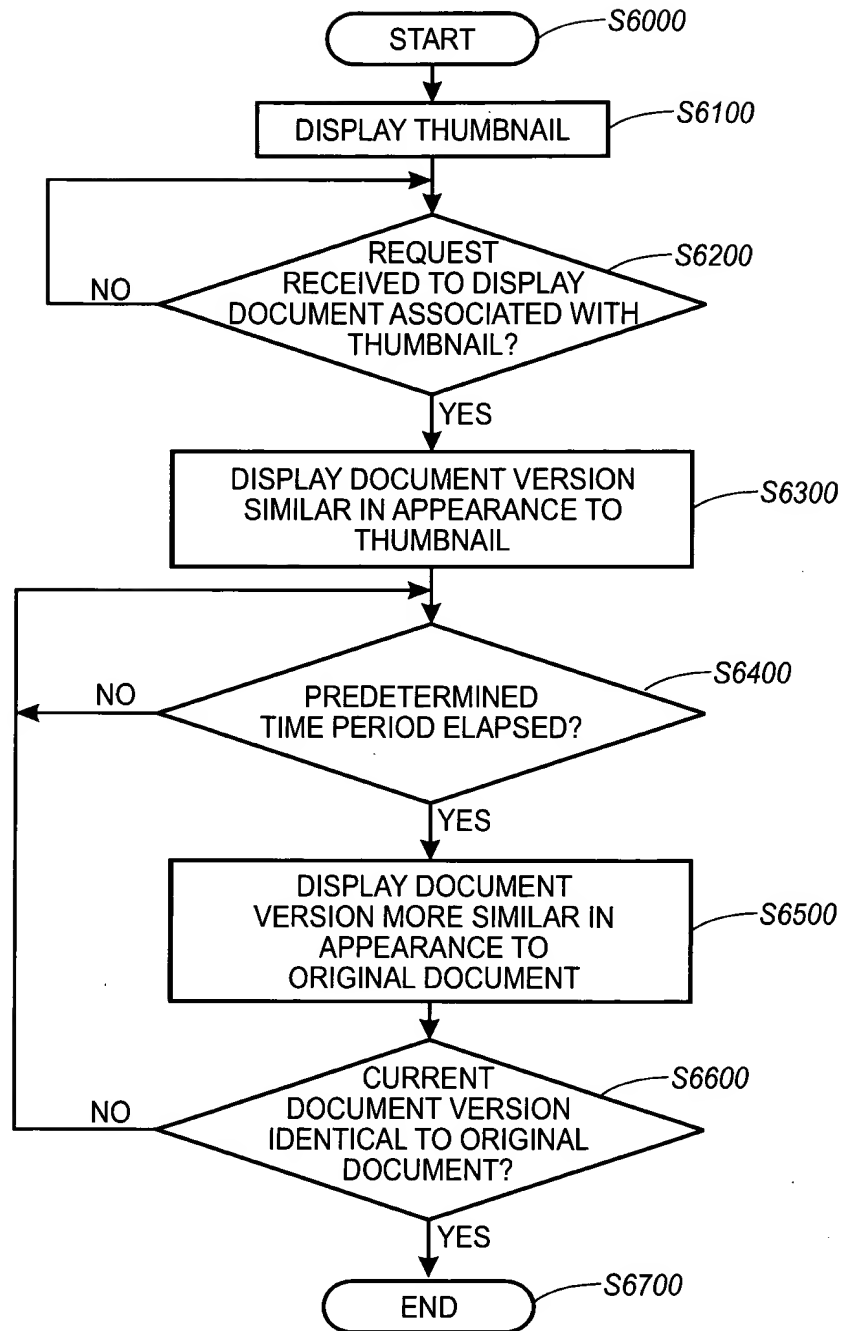 START
S6000
DISPLAY THUMBNAIL
S6100
REQUEST
RECEIVED TO DISPLAY
DOCUMENT ASSOCIATED WITH
THUMBNAIL?
S6200
NO
YES
DISPLAY DOCUMENT VERSION
SIMILAR IN APPEARANCE TO
THUMBNAIL
S6300
PREDETERMINED
TIME PERIOD ELAPSED?
S6400
NO
YES
DISPLAY DOCUMENT
VERSION MORE SIMILAR IN
APPEARANCE TO
ORIGINAL DOCUMENT
S6500
CURRENT
DOCUMENT VERSION
IDENTICAL TO ORIGINAL
DOCUMENT?
S6600
NO
YES
END
S6700